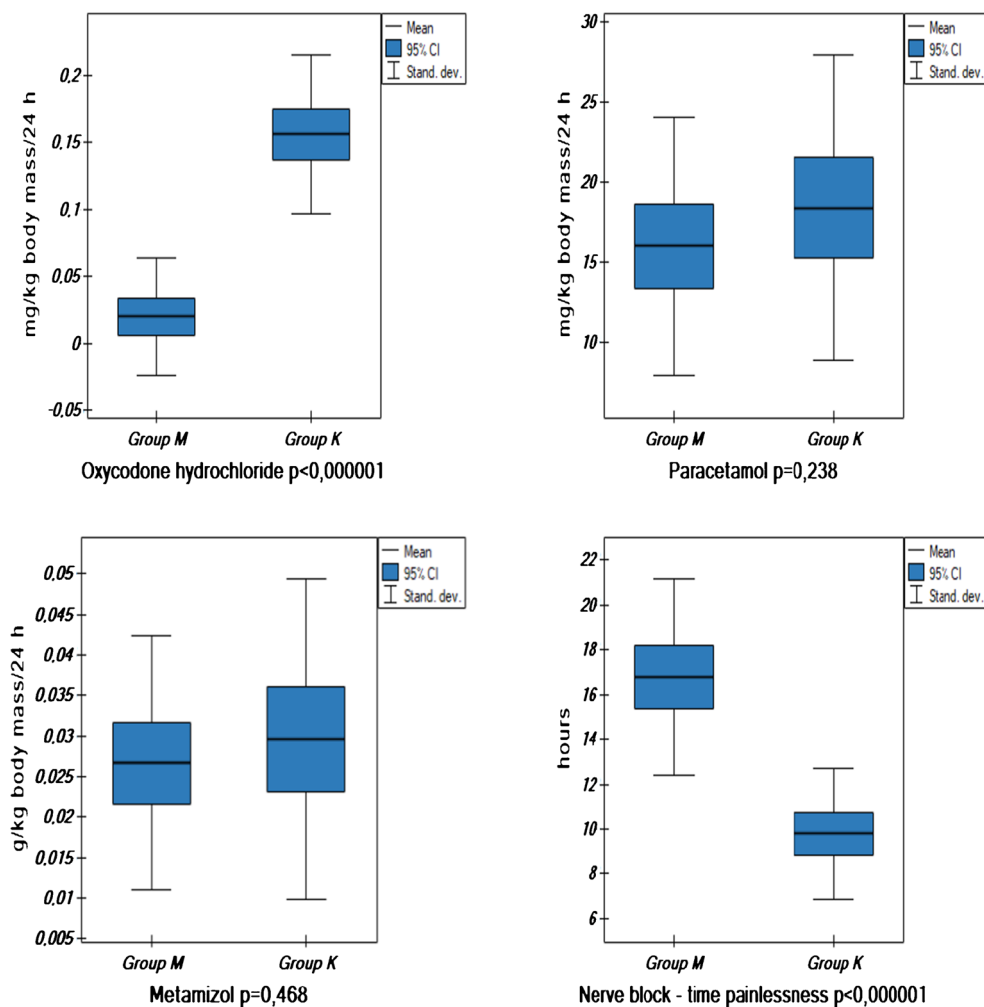 Mean
95% CI
Stand. dev.
mg/kg body mass/24 h
0,2
0,15
0,1
0,05
0
-0,05
Group M
Group K
Oxycodone hydrochloride p<0,000001
Mean
95% CI
Stand. dev.
mg/kg body mass/24 h
30
25
20
15
10
Group M
Group K
Paracetamol p=0,238
Mean
95% CI
Stand. dev.
g/kg body mass/24 h
0,05
0,045
0,04
0,035
0,03
0,025
0,02
0,015
0,01
0,005
Group M
Group K
Metamizol p=0,468
Mean
95% CI
Stand. dev.
hours
22
20
18
16
14
12
10
8
6
Group M
Group K
Nerve block - time painlessness p<0,000001